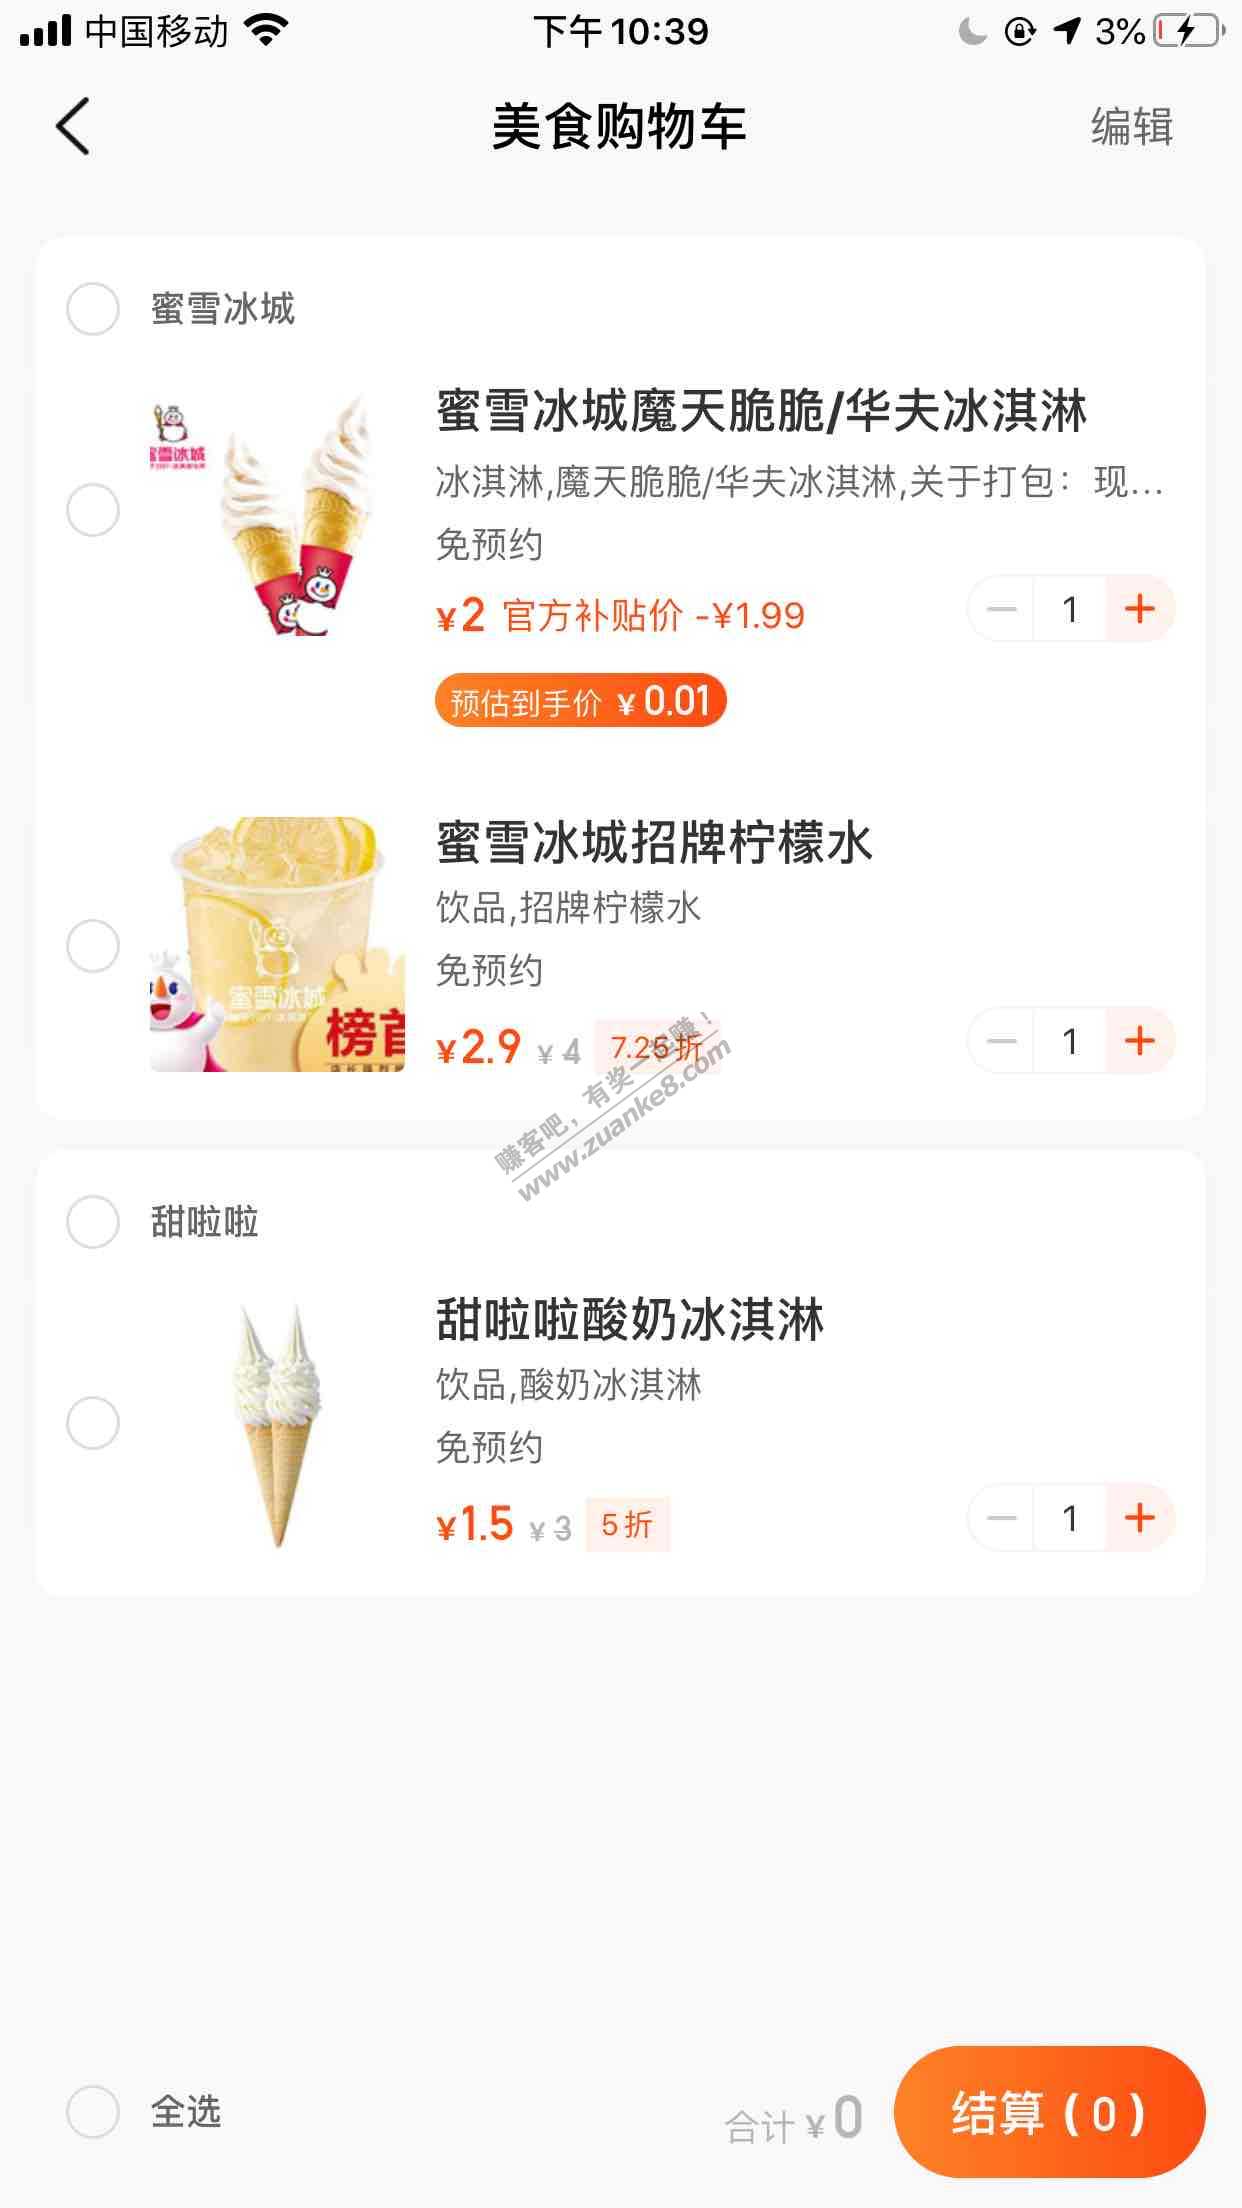 中国移动 下午 10:39 3%
美食购物车 编辑
蜜雪冰城
蜜雪冰城
蜜雪冰城魔天脆脆/华夫冰淇淋
冰淇淋,魔天脆脆/华夫冰淇淋,关于打包：现...
免预约
¥2 官方补贴价 -¥1.99 1
预估到手价 ¥0.01
蜜雪冰城招牌柠檬水
饮品,招牌柠檬水
免预约
蜜雪冰城
榜首
¥2.9 ¥4 7.25折 1
赚客吧，有奖一起赚！
www.zuanke8.com
甜啦啦
甜啦啦酸奶冰淇淋
饮品,酸奶冰淇淋
免预约
¥1.5 ¥3 5折 1
全选 合计 ¥0 结算（0）